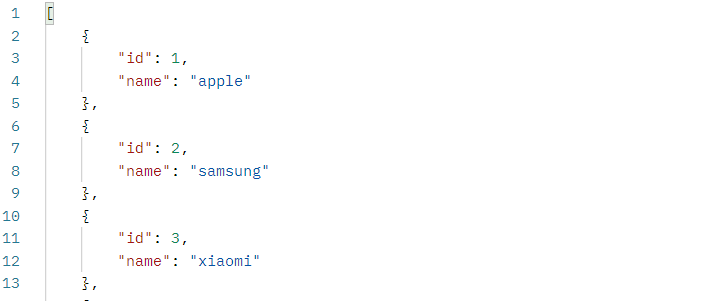 1 [
2     {
3         "id": 1,
4         "name": "apple"
5     },
6     {
7         "id": 2,
8         "name": "samsung"
9     },
10     {
11         "id": 3,
12         "name": "xiaomi"
13     },